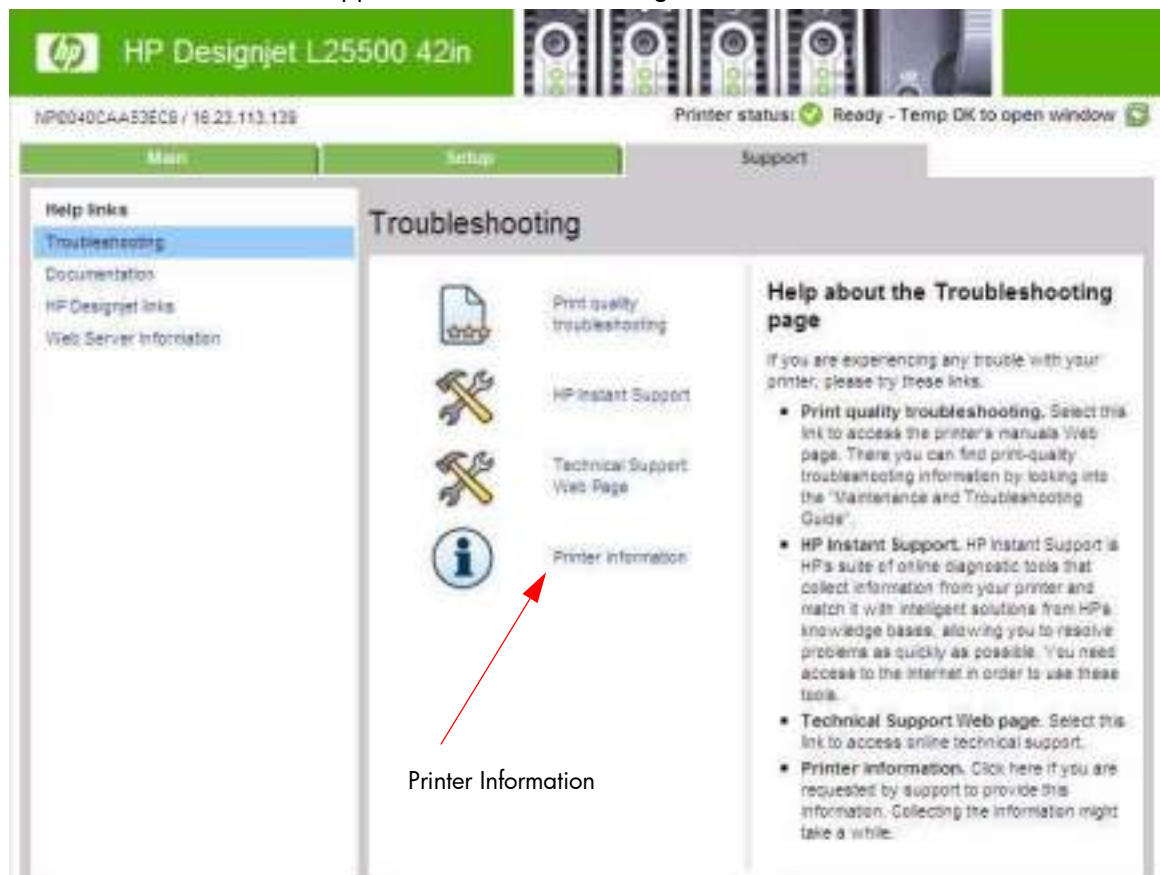 hp HP Designjet L25500 42in
Printer status: Ready - Temp OK to open window
Main Setup Support
Help links
Troubleshooting
Documentation
HP Designjet links
Web Server Information
Troubleshooting
Print quality
troubleshooting
HP Instant Support
Technical Support
Web Page
Printer information
Printer Information
Help about the Troubleshooting
page
If you are experiencing any trouble with your
printer, please try these links.
Print quality troubleshooting. Select this
link to access the printer's manuals Web
page. There you can find print-quality
troubleshooting information by looking into
the "Maintenance and Troubleshooting
Guide".
HP Instant Support. HP Instant Support is
HP's suite of online diagnostic tools that
collect information from your printer and
match it with intelligent solutions from HP's
knowledge bases, allowing you to resolve
problems as quickly as possible. You need
access to the Internet in order to use these
tools.
Technical Support Web page. Select this
link to access online technical support.
Printer information. Click here if you are
requested by support to provide this
information. Collecting the information might
take a while.